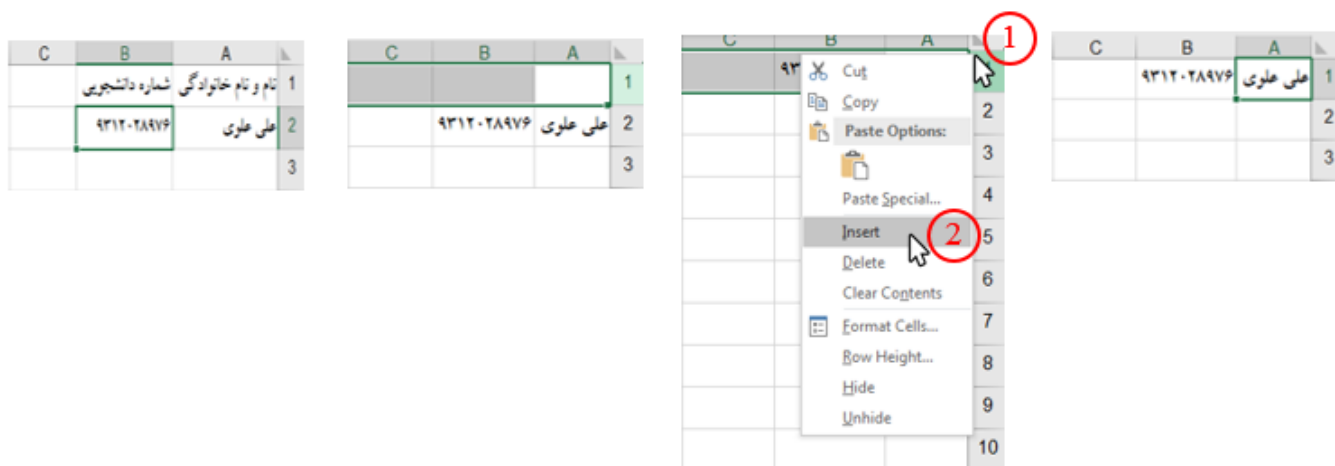 C B A
1 نام و نام خانوادگی شماره دانشجویی
2 علی علوی ۹۳۱۲۰۲۸۹۷۶
3
C B A
1
2 علی علوی ۹۳۱۲۰۲۸۹۷۶
3
C B A
1
2
3
4
5
6
7
8
9
10
۹۳
Cut
Copy
Paste Options:
Paste Special...
Insert
Delete
Clear Contents
Format Cells...
Row Height...
Hide
Unhide
1
2
C B A
1 علی علوی ۹۳۱۲۰۲۸۹۷۶
2
3